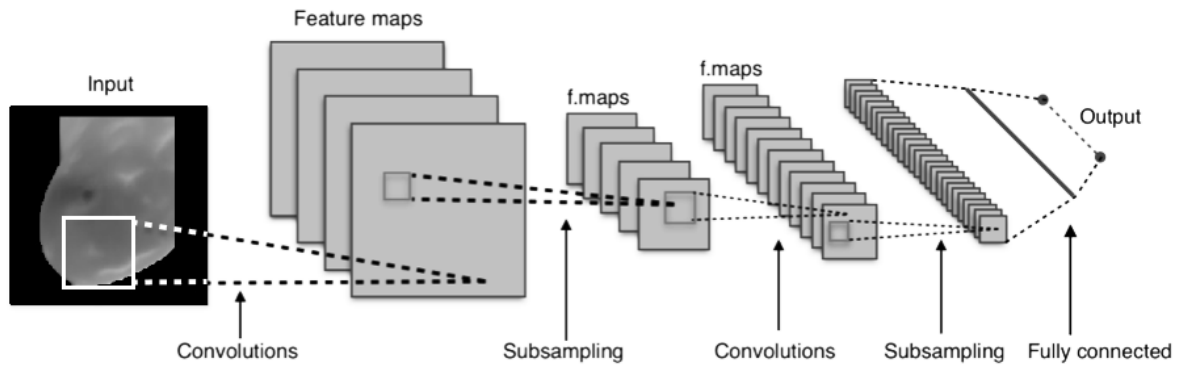 Feature maps
f.maps
Input
f.maps
Output
Convolutions
Subsampling
Convolutions
Subsampling
Fully connected